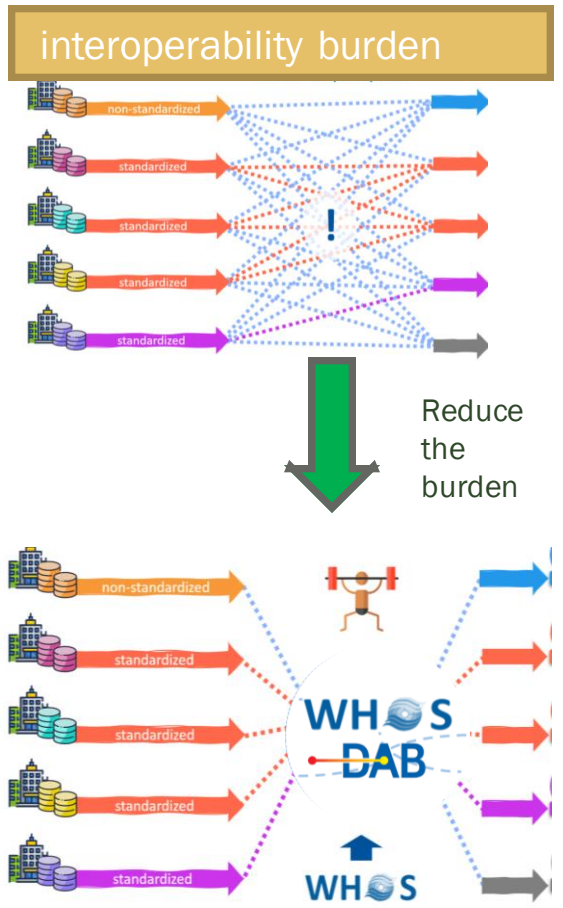 interoperability burden
non-standardized
standardized
standardized
standardized
standardized
!
Reduce
the
burden
non-standardized
standardized
standardized
standardized
standardized
WHOS
DAB
WHOS